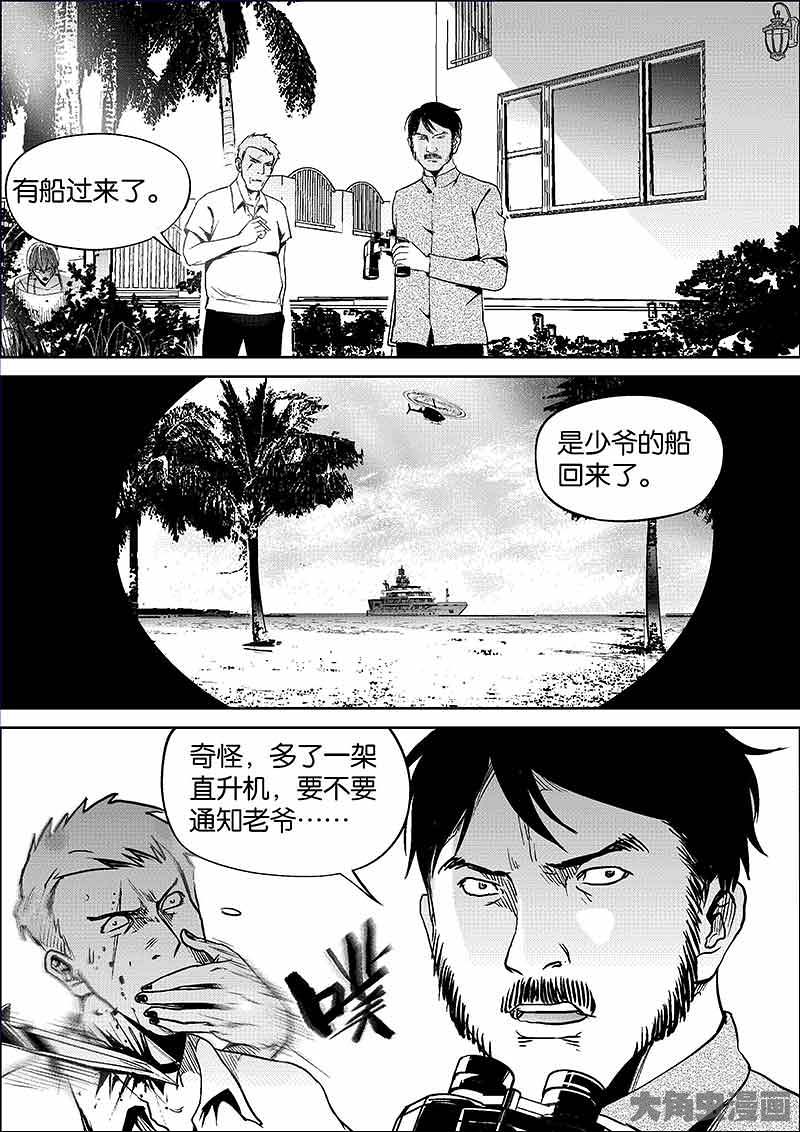 有船过来了。
是少爷的船
回来了。
奇怪，多了一架
直升机，要不要
通知老爷……
噗
大角虫漫画